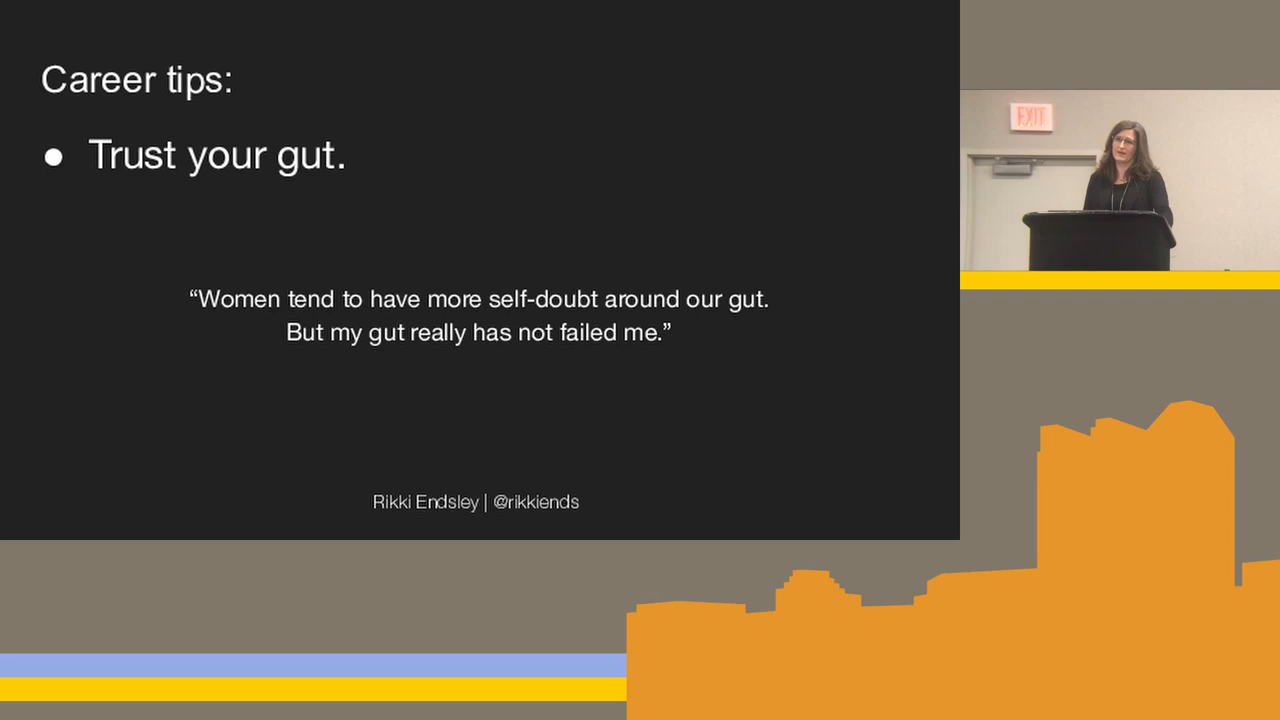 Career tips:
● Trust your gut.
“Women tend to have more self-doubt around our gut.
But my gut really has not failed me.”
Rikki Endsley | @rikkiends
EXIT